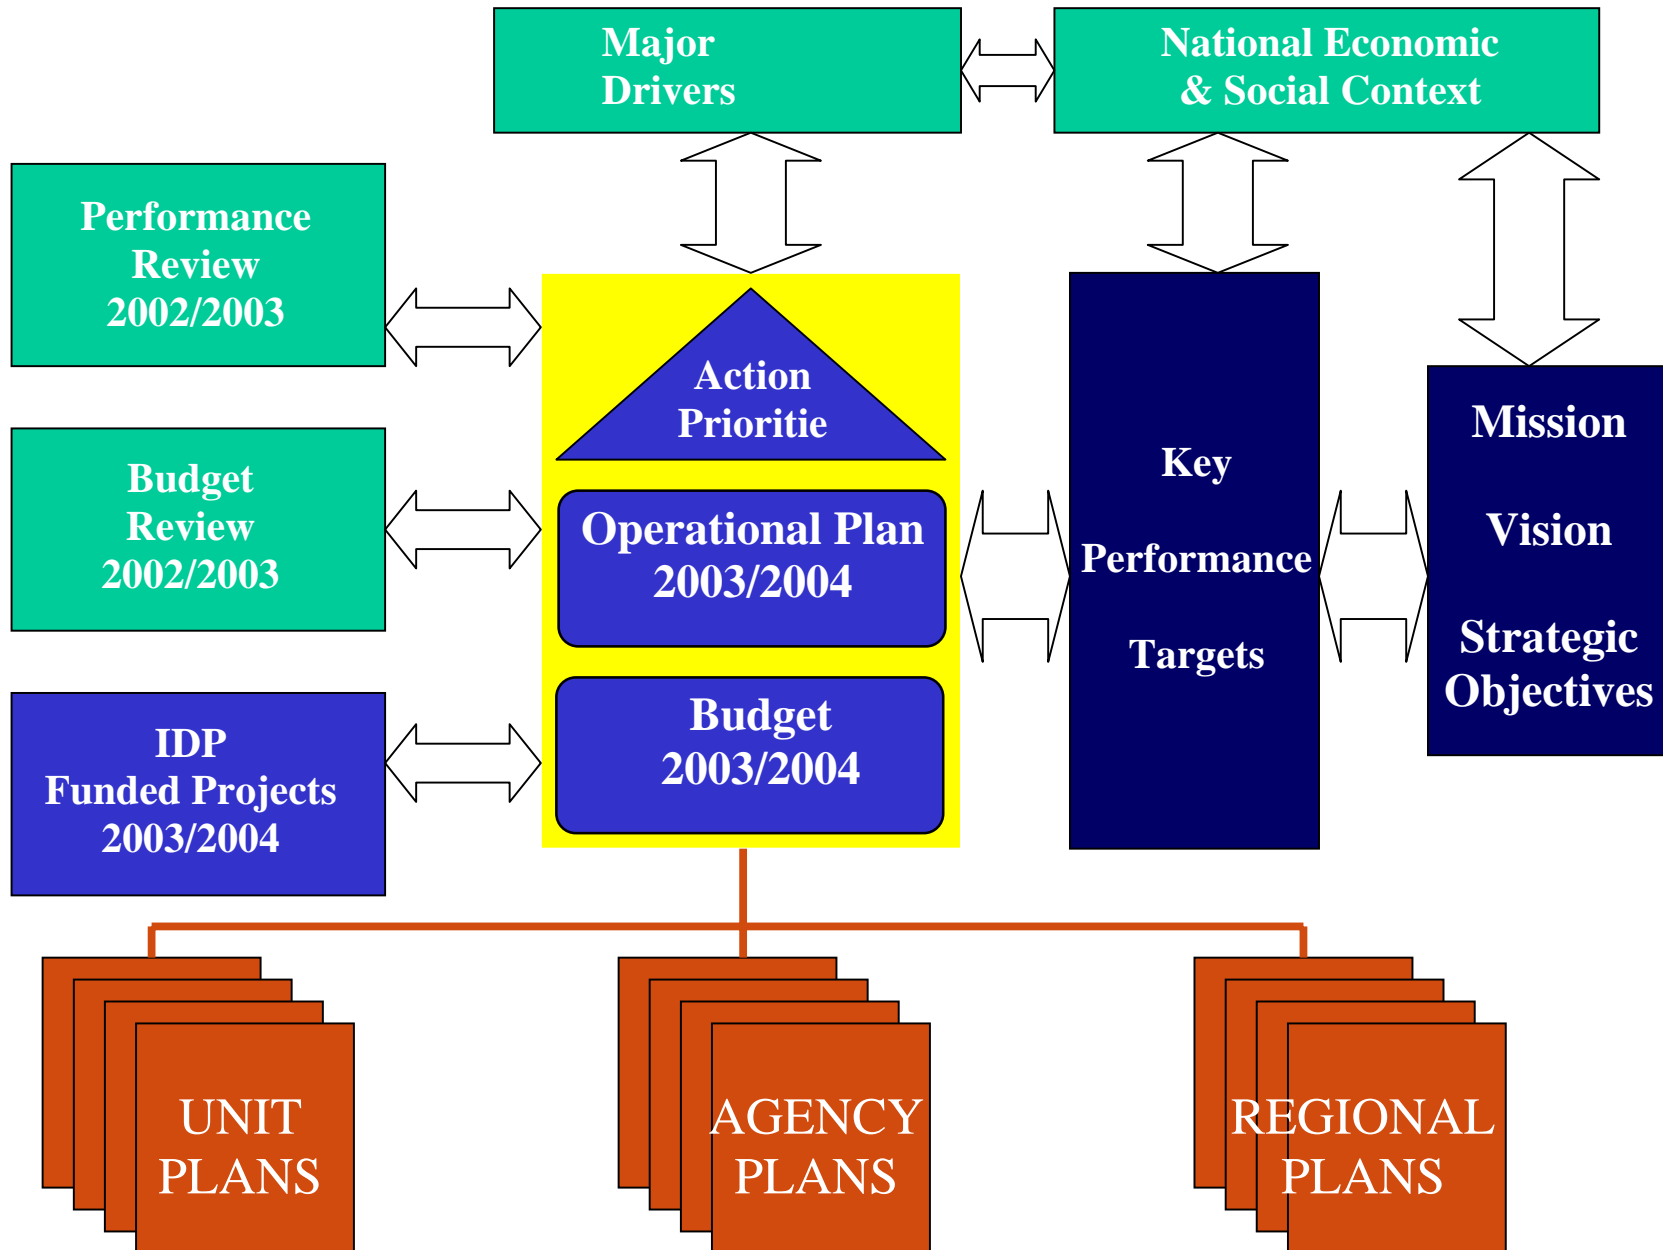 Major
Drivers
National Economic
& Social Context
Performance
Review
2002/2003
Action
Prioritie
Budget
Review
2002/2003
Operational Plan
2003/2004
Key
Performance
Targets
Mission
Vision
Strategic
Objectives
IDP
Funded Projects
2003/2004
Budget
2003/2004
UNIT
PLANS
AGENCY
PLANS
REGIONAL
PLANS